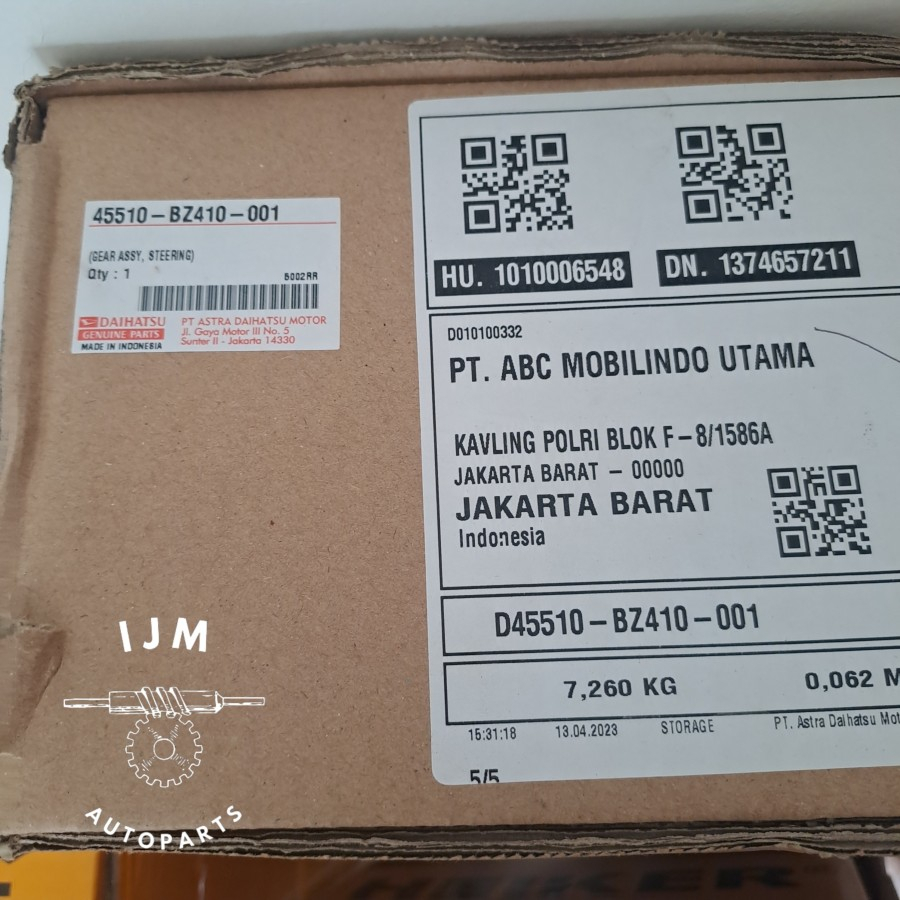 45510-BZ410-001
(GEAR ASSY, STEERING)
Qty : 1
B002RR
DAIHATSU
GENUINE PARTS
MADE IN INDONESIA
PT ASTRA DAIHATSU MOTOR
Jl. Gaya Motor III No. 5
Sunter II - Jakarta 14330
HU. 1010006548
DN. 1374657211
D010100332
PT. ABC MOBILINDO UTAMA
KAVLING POLRI BLOK F-8/1586A
JAKARTA BARAT - 00000
JAKARTA BARAT
Indonesia
D45510-BZ410-001
7,260 KG
0,062 M
15:31:18
13.04.2023
STORAGE
PT. Astra Daihatsu Mot
5/5
IJM
AUTOPARTS